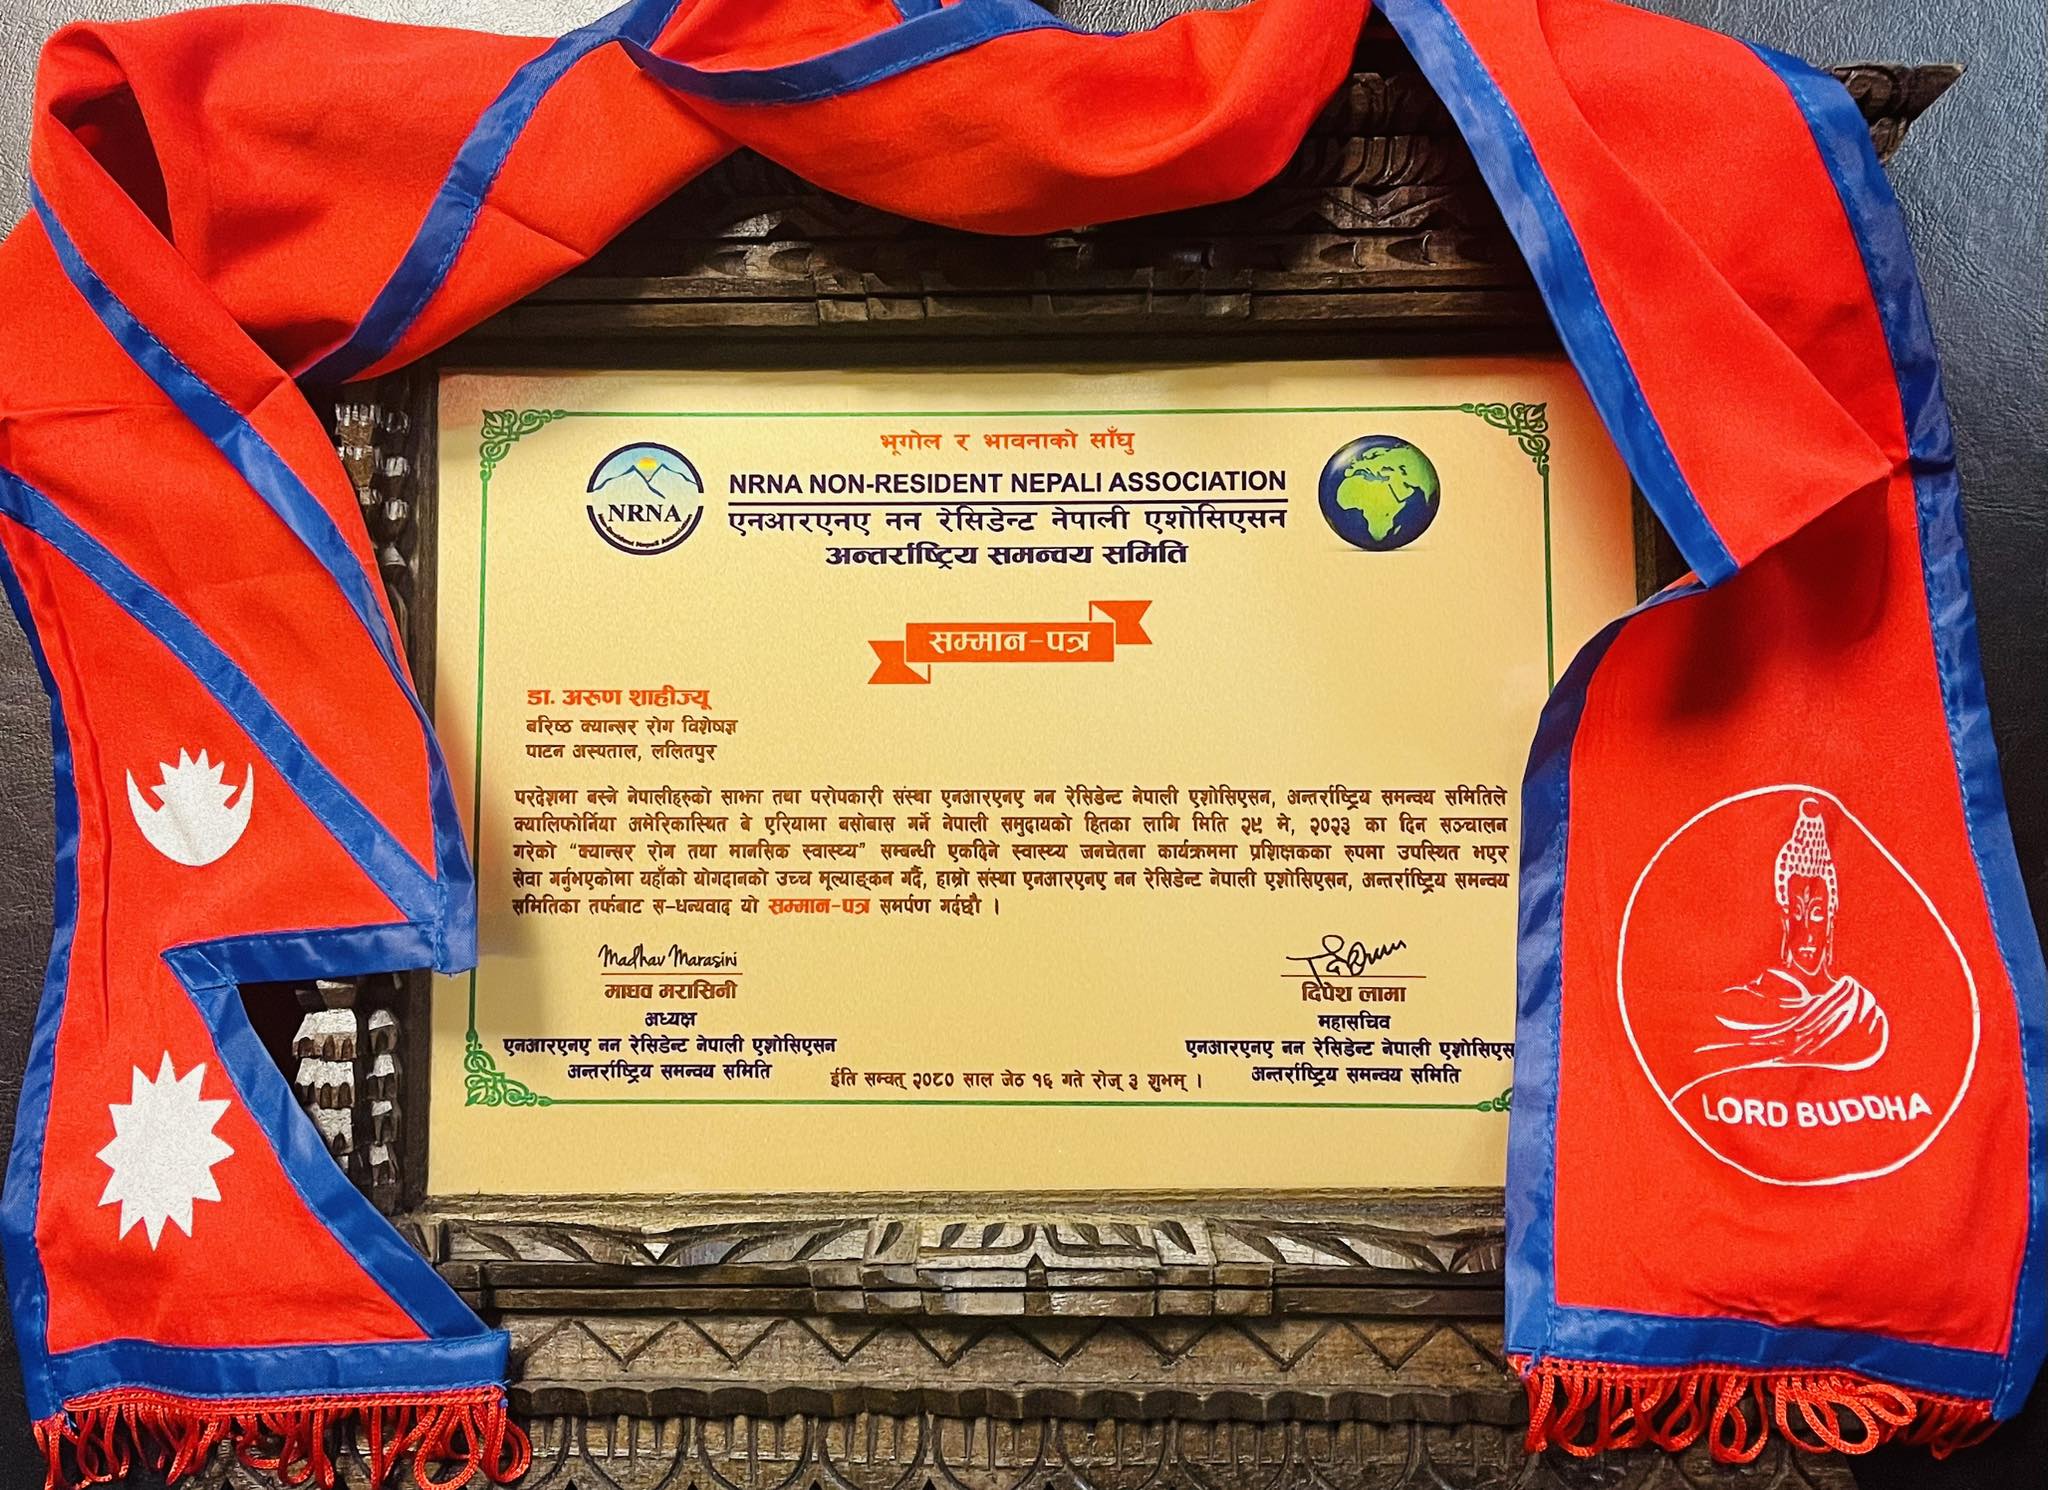 भूगोल र भावनाको साँघु
NRNA NON-RESIDENT NEPALI ASSOCIATION
एनआरएनए नन रेसिडेन्ट नेपाली एशोसिएसन
अन्तर्राष्ट्रिय समन्वय समिति
NRNA
सम्मान-पत्र
डा. अरुण शाहीज्यू
बरिष्ठ क्यान्सर रोग विशेषज्ञ
पाटन अस्पताल, ललितपुर
परदेशमा बस्ने नेपालीहरुको साझा तथा परोपकारी संस्था एनआरएनए नन रेसिडेन्ट नेपाली एशोसिएसन, अन्तर्राष्ट्रिय समन्वय समितिले
क्यालिफोर्निया अमेरिकास्थित बे एरियामा बसोबास गर्ने नेपाली समुदायको हितका लागि मिति २९ मे, २०२३ का दिन सञ्चालन
गरेको "क्यान्सर रोग तथा मानसिक स्वास्थ्य" सम्बन्धी एकदिने स्वास्थ्य जनचेतना कार्यक्रममा प्रशिक्षकका रुपमा उपस्थित भएर
सेवा गर्नुभएकोमा यहाँको योगदानको उच्च मूल्याङ्कन गर्दै, हाम्रो संस्था एनआरएनए नन रेसिडेन्ट नेपाली एशोसिएसन, अन्तर्राष्ट्रिय समन्वय
समितिका तर्फबाट स-धन्यवाद यो सम्मान-पत्र समर्पण गर्दछौ ।
Madhav Marasini
माधव मरासिनी
अध्यक्ष
एनआरएनए नन रेसिडेन्ट नेपाली एशोसिएसन
अन्तर्राष्ट्रिय समन्वय समिति
दिपेश लामा
महासचिव
एनआरएनए नन रेसिडेन्ट नेपाली एशोसिएस
अन्तर्राष्ट्रिय समन्वय समिति
ईति सम्वत् २०८० साल जेठ १६ गते रोज् ३ शुभम् ।
LORD BUDDHA